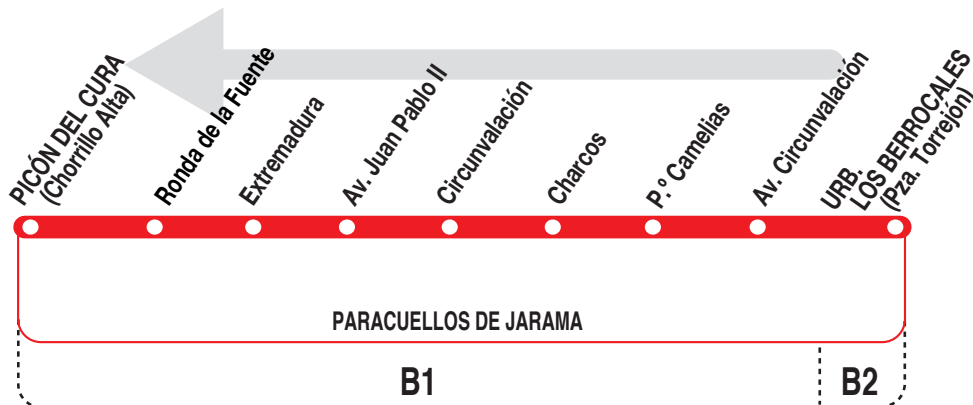 PICÓN DEL CURA
(Chorrillo Alta)
Ronda de la Fuente
Extremadura
Av. Juan Pablo II
Circunvalación
Charcos
P.º Camelias
Av. Circunvalación
URB.
LOS BERROCALES
(Pza. Torrejón)
PARACUELLOS DE JARAMA
B1
B2